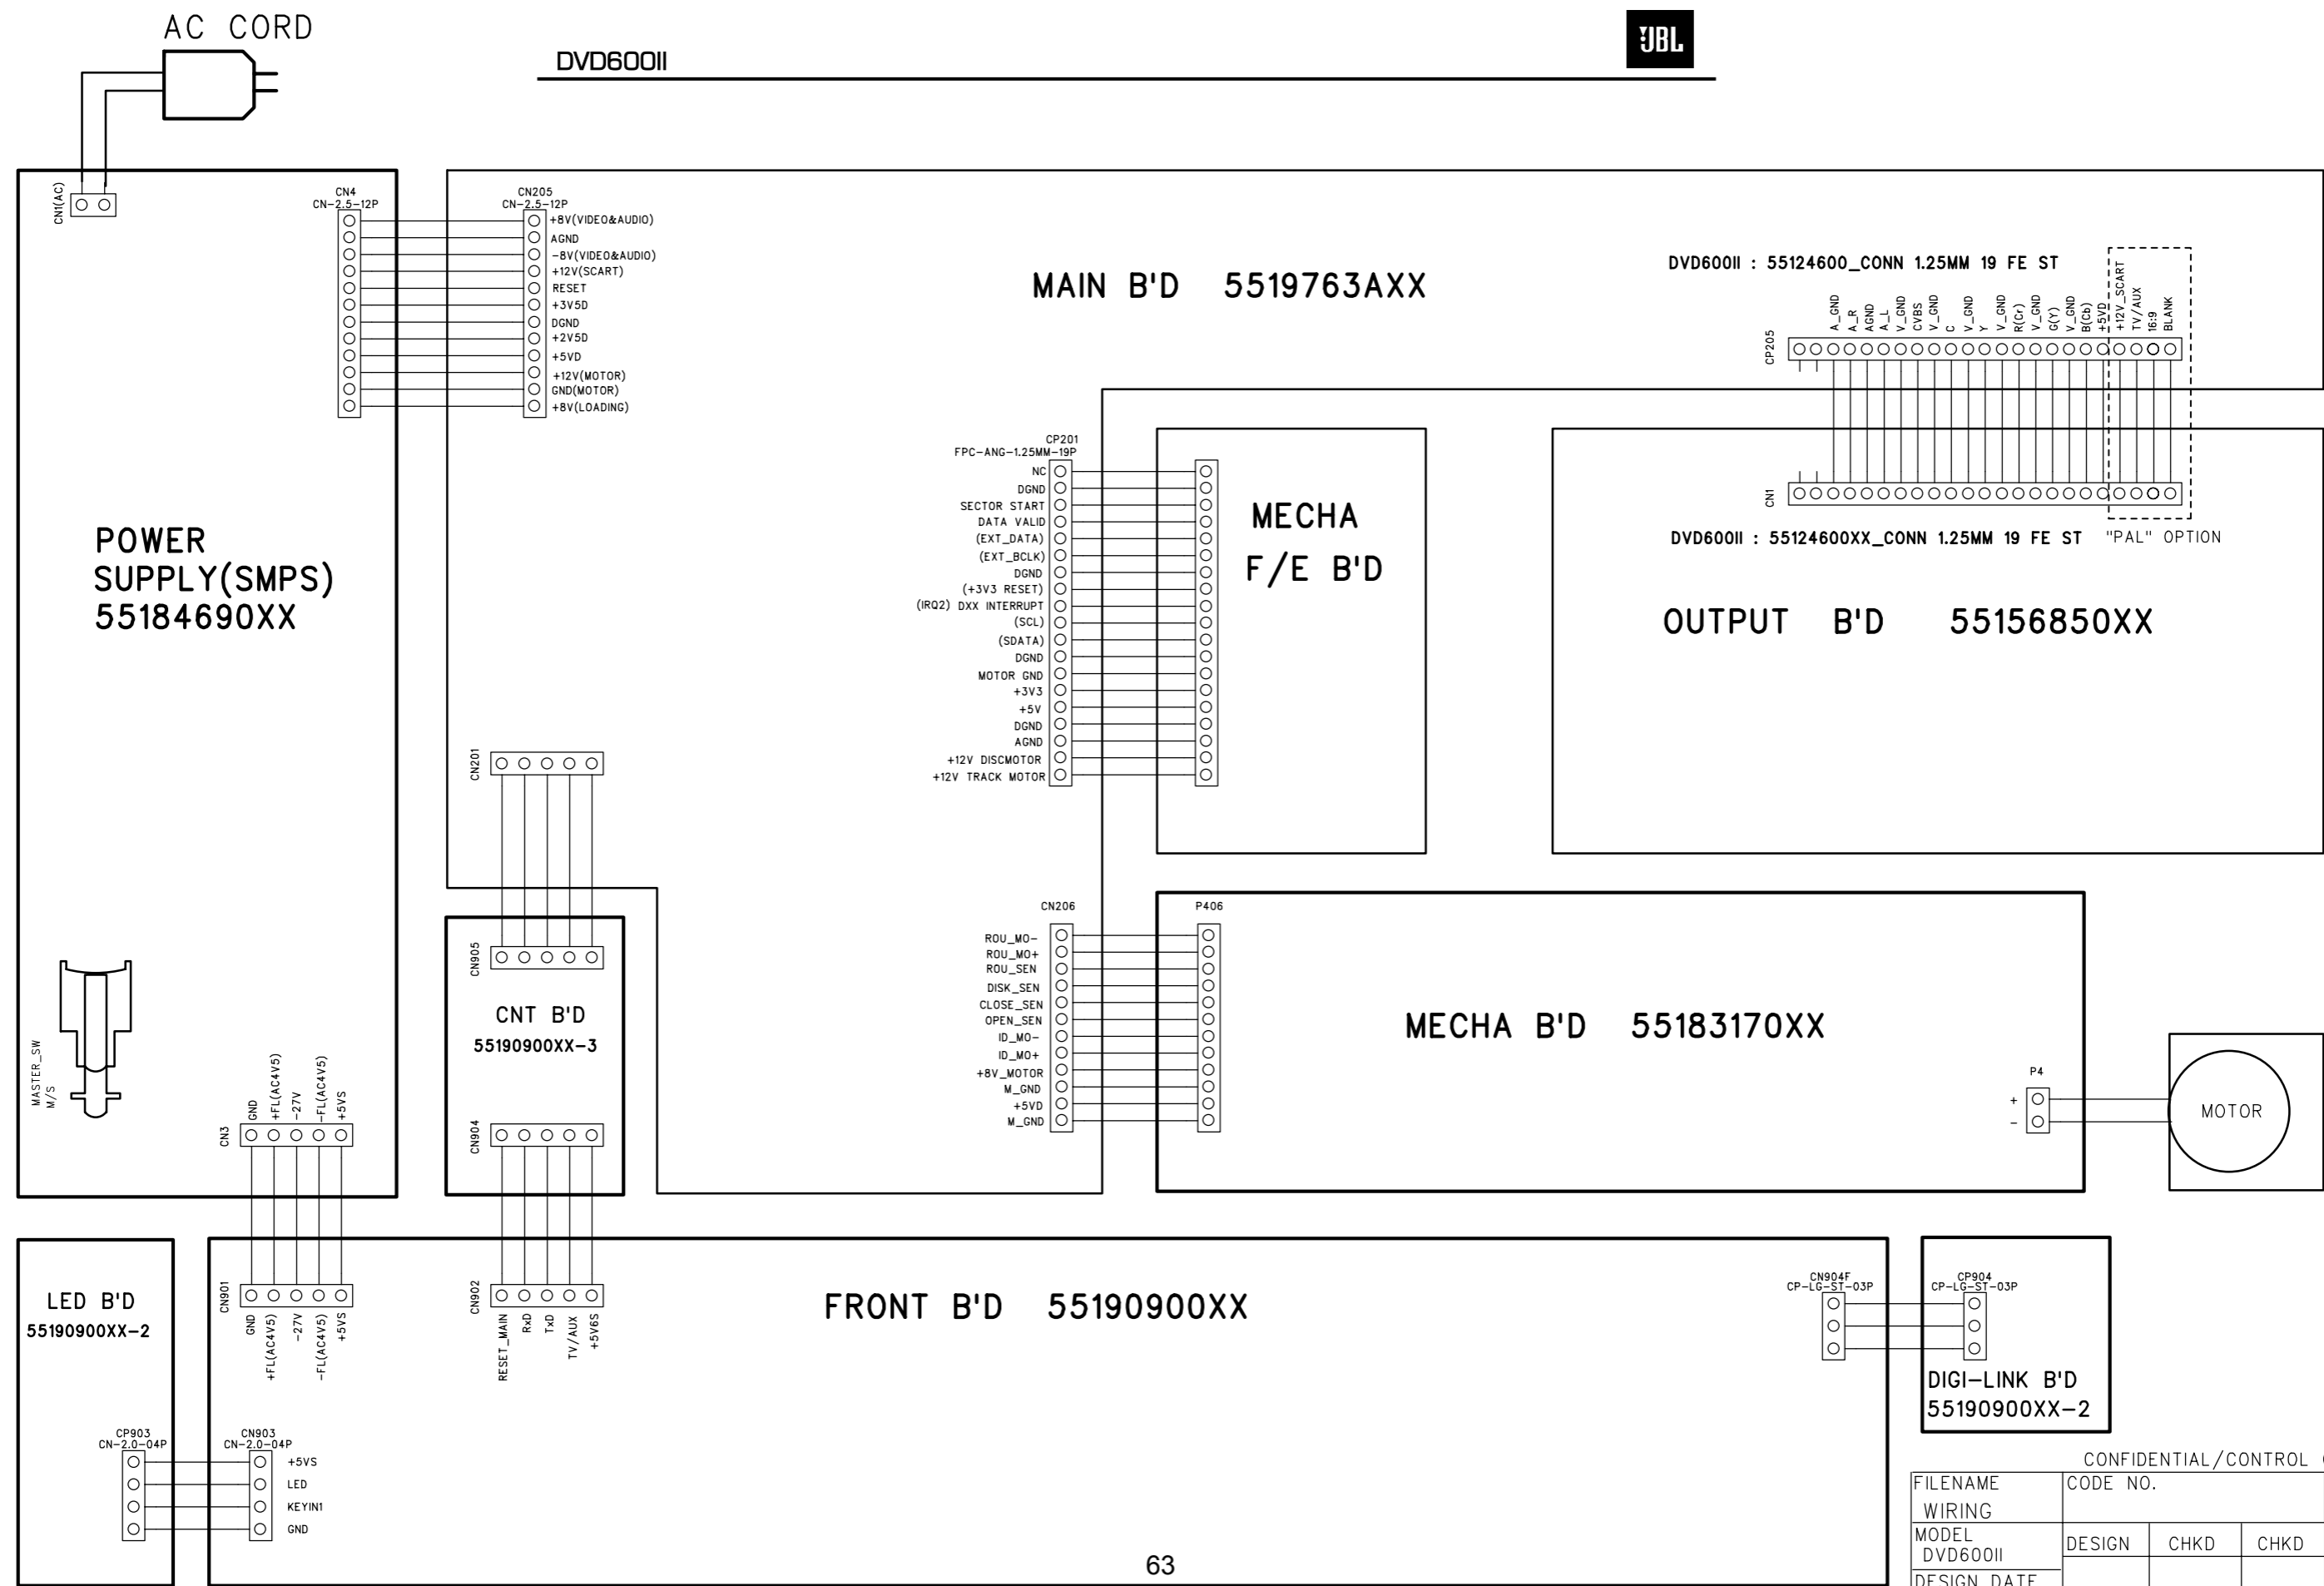 AC CORD
DVD600II
JBL
CN1(AC)
CN4
CN-2.5-12P
CN205
CN-2.5-12P
+8V(VIDEO&AUDIO)
AGND
-8V(VIDEO&AUDIO)
+12V(SCART)
RESET
+3V5D
DGND
+2V5D
+5VD
+12V(MOTOR)
GND(MOTOR)
+8V(LOADING)
MAIN B'D 5519763AXX
DVD600II : 55124600_CONN 1.25MM 19 FE ST
A_GND
A_R
AGND
A_L
V_GND
CVBS
V_GND
C
V_GND
Y
V_GND
R(Cr)
V_GND
G(Y)
V_GND
B(Cb)
+5VD
+12V_SCART
TV/AUX
16:9
BLANK
CP205
CN1
DVD600II : 55124600XX_CONN 1.25MM 19 FE ST
"PAL" OPTION
OUTPUT B'D 55156850XX
CP201
FPC-ANG-1.25MM-19P
NC
DGND
SECTOR START
DATA VALID
(EXT_DATA)
(EXT_BCLK)
DGND
(+3V3 RESET)
(IRQ2) DXX INTERRUPT
(SCL)
(SDATA)
DGND
MOTOR GND
+3V3
+5V
DGND
AGND
+12V DISCMOTOR
+12V TRACK MOTOR
MECHA
F/E B'D
POWER
SUPPLY(SMPS)
55184690XX
CN201
CN905
CNT B'D
55190900XX-3
CN904
CN206
ROU_MO-
ROU_MO+
ROU_SEN
DISK_SEN
CLOSE_SEN
OPEN_SEN
ID_MO-
ID_MO+
+8V_MOTOR
M_GND
+5VD
M_GND
P406
MECHA B'D 55183170XX
P4
+
-
MOTOR
MASTER_SW
M/S
CN3
GND
+FL(AC4V5)
-27V
-FL(AC4V5)
+5VS
CN901
GND
+FL(AC4V5)
-27V
-FL(AC4V5)
+5VS
CN902
RESET_MAIN
RxD
TxD
TV/AUX
+5V6S
LED B'D
55190900XX-2
FRONT B'D 55190900XX
CN904F
CP-LG-ST-03P
CP904
CP-LG-ST-03P
DIGI-LINK B'D
55190900XX-2
CP903
CN-2.0-04P
CN903
CN-2.0-04P
+5VS
LED
KEYIN1
GND
CONFIDENTIAL/CONTROL
FILENAME
WIRING
CODE NO.
MODEL
DVD600II
DESIGN
CHKD
CHKD
DESIGN DATE
63